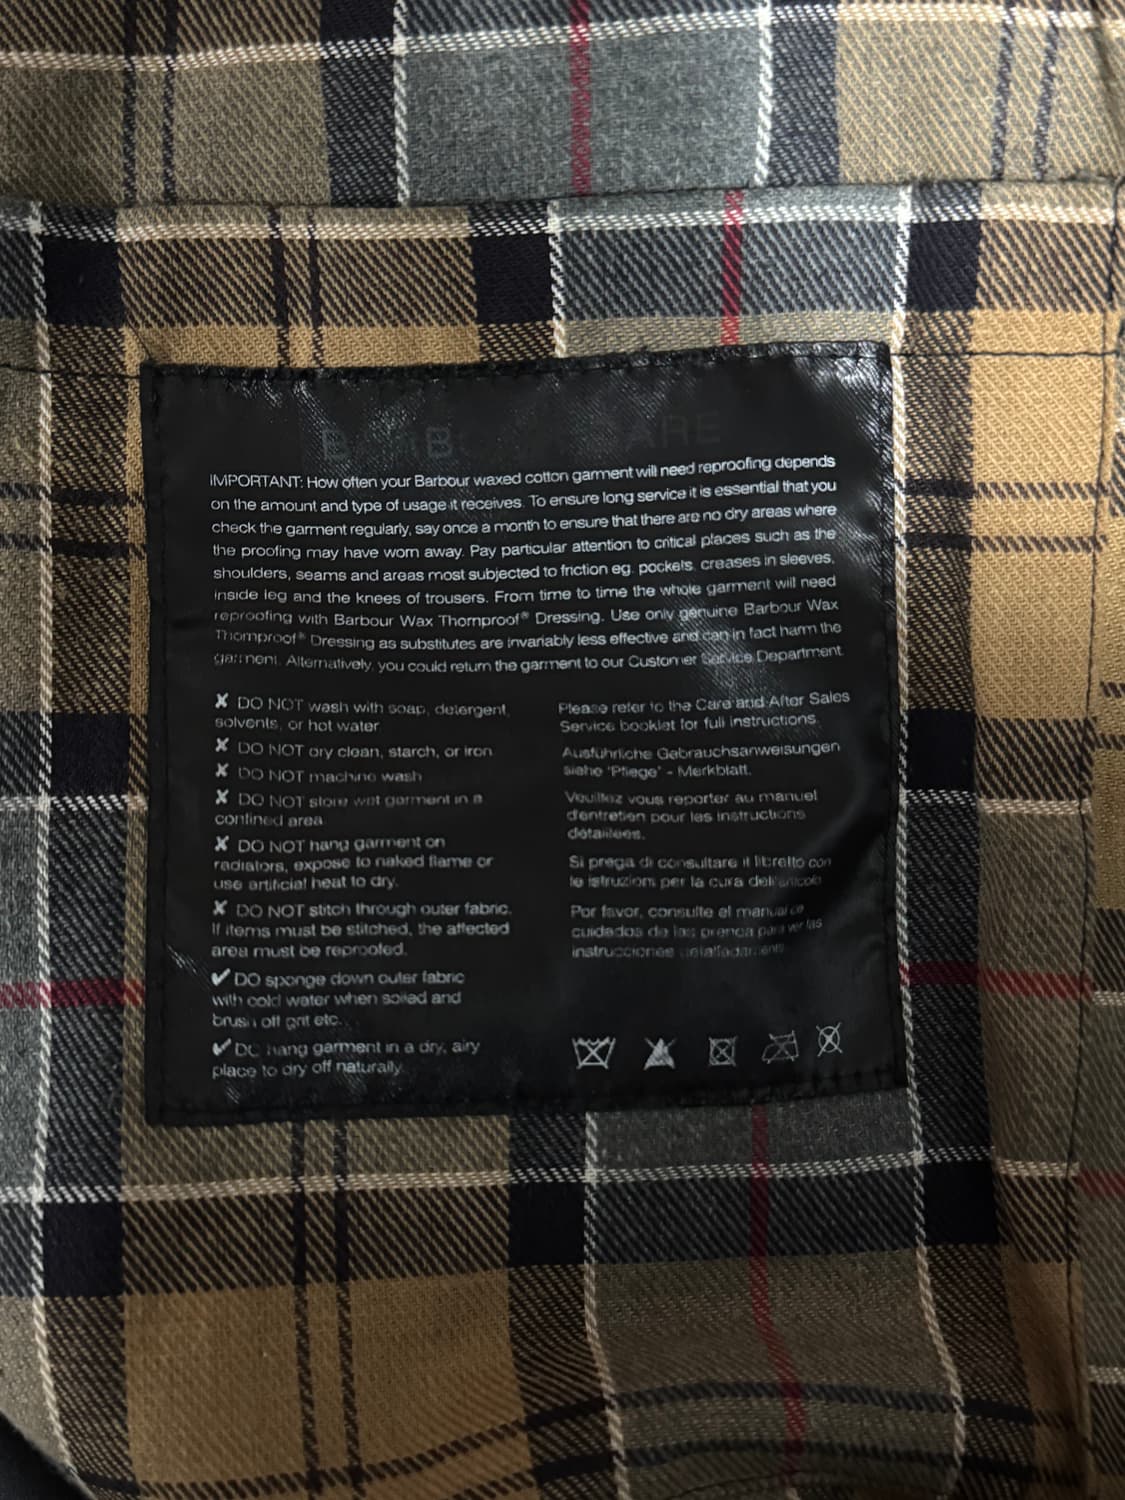 BARBOUR CARE
IMPORTANT: How often your Barbour waxed cotton garment will need reproofing depends
on the amount and type of usage it receives. To ensure long service it is essential that you
check the garment regularly, say once a month to ensure that there are no dry areas where
the proofing may have worn away. Pay particular attention to critical places such as the
shoulders, seams and areas most subjected to friction eg. pockets, creases in sleeves,
inside leg and the knees of trousers. From time to time the whole garment will need
reproofing with Barbour Wax Thornproof® Dressing. Use only genuine Barbour Wax
Thornproof® Dressing as substitutes are invariably less effective and can in fact harm the
garment. Alternatively, you could return the garment to our Customer Service Department.
✘ DO NOT wash with soap, detergent,
solvents, or hot water
✘ DO NOT dry clean, starch, or iron
✘ DO NOT machine wash
✘ DO NOT store wet garment in a
confined area
✘ DO NOT hang garment on
radiators, expose to naked flame or
use artificial heat to dry.
✘ DO NOT stitch through outer fabric.
If items must be stitched, the affected
area must be reproofed.
✔ DO sponge down outer fabric
with cold water when soiled and
brush off grit etc.
✔ DO hang garment in a dry, airy
place to dry off naturally.
Please refer to the Care and After Sales
Service booklet for full instructions.
Ausführliche Gebrauchsanweisungen
siehe 'Pflege' - Merkblatt.
Veuillez vous reporter au manuel
d'entretien pour les instructions
détaillées.
Si prega di consultare il libretto con
le istruzioni per la cura dell'articolo
Por favor, consulte el manual de
cuidados de las prenda para ver las
instrucciones